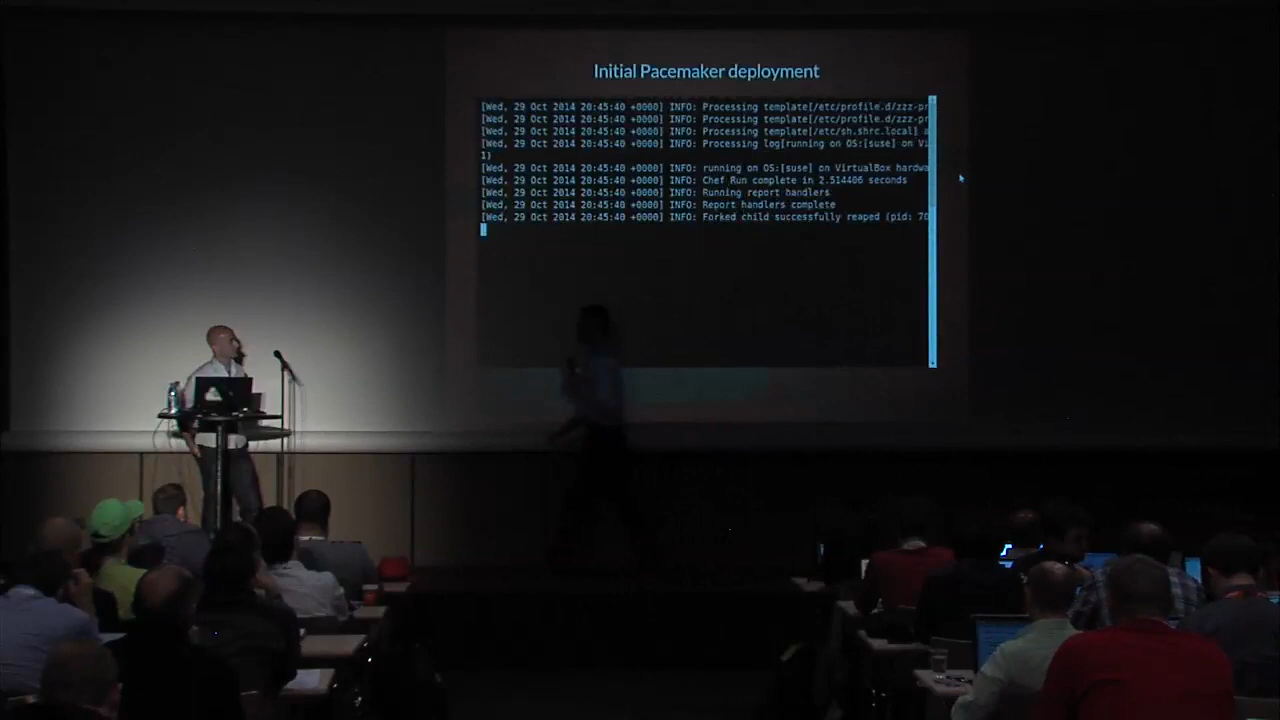 Initial Pacemaker deployment
[Wed, 29 Oct 2014 20:45:40 +0000] INFO: Processing template[/etc/profile.d/zzz-pr
[Wed, 29 Oct 2014 20:45:40 +0000] INFO: Processing template[/etc/profile.d/zzz-pr
[Wed, 29 Oct 2014 20:45:40 +0000] INFO: Processing template[/etc/sh.shrc.local] a
[Wed, 29 Oct 2014 20:45:40 +0000] INFO: Processing log[running on OS:[suse] on Vi
1)
[Wed, 29 Oct 2014 20:45:40 +0000] INFO: running on OS:[suse] on VirtualBox hardwa
[Wed, 29 Oct 2014 20:45:40 +0000] INFO: Chef Run complete in 2.514406 seconds
[Wed, 29 Oct 2014 20:45:40 +0000] INFO: Running report handlers
[Wed, 29 Oct 2014 20:45:40 +0000] INFO: Report handlers complete
[Wed, 29 Oct 2014 20:45:40 +0000] INFO: Forked child successfully reaped (pid: 70